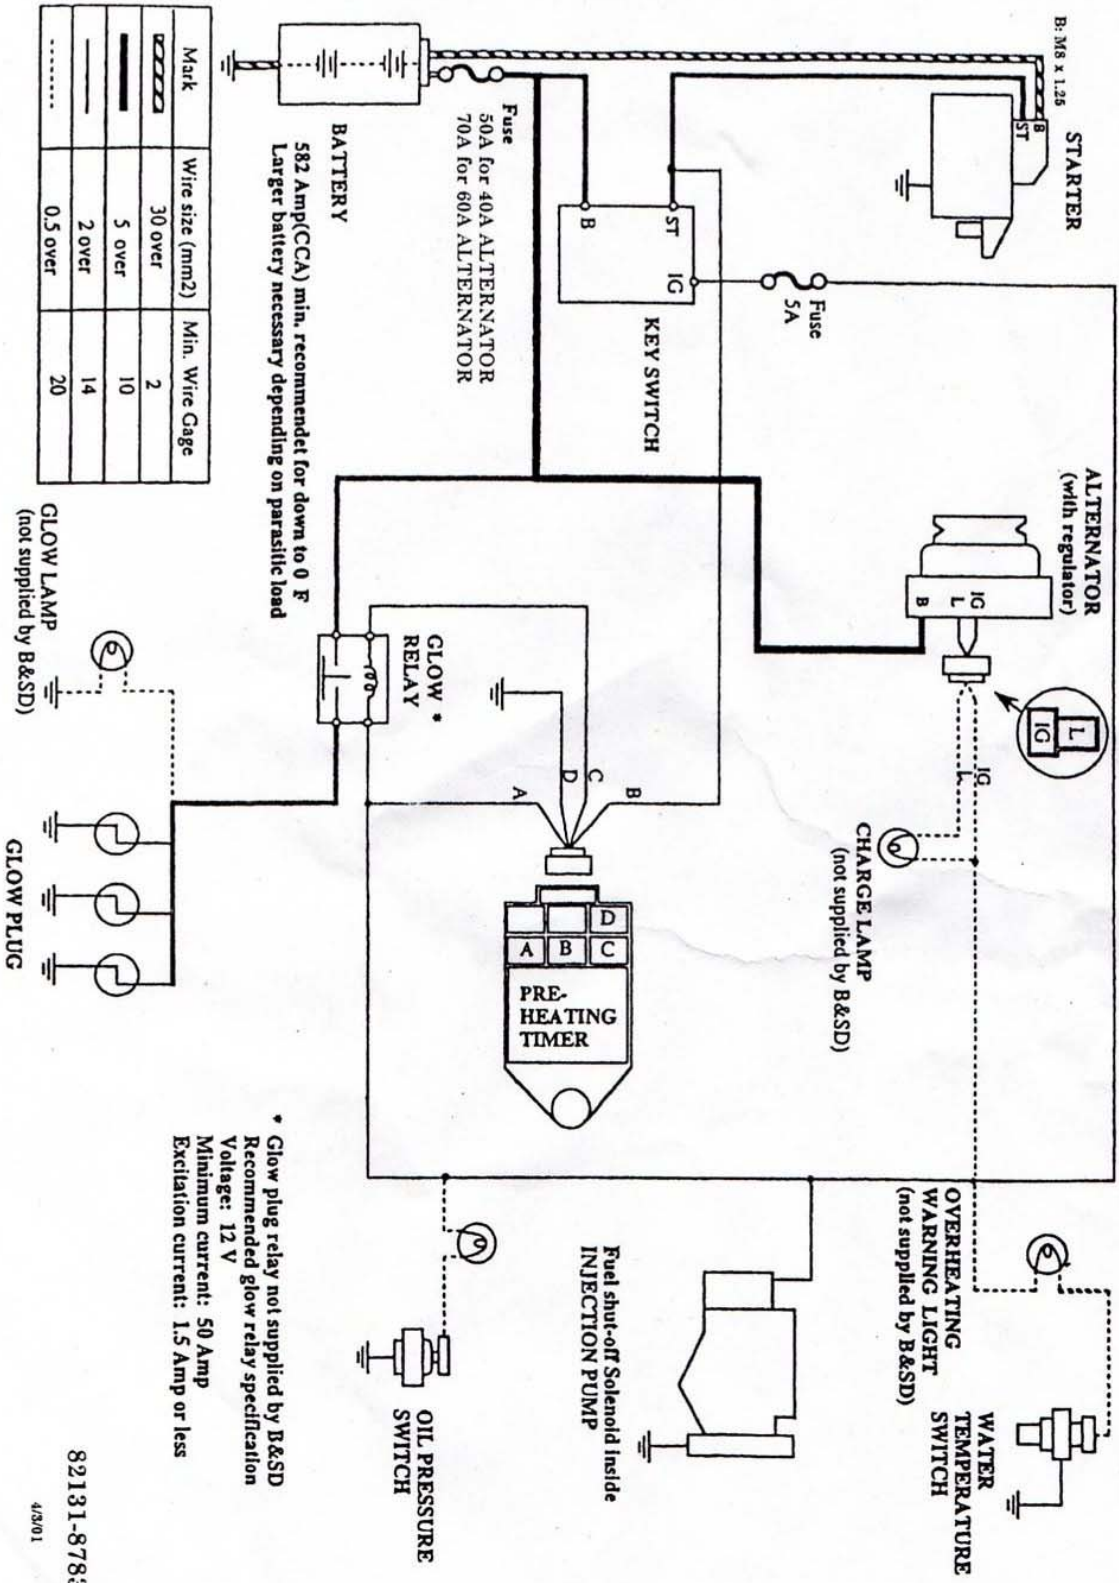 B: M8 x 1.25
STARTER
B
ST
Fuse
50A for 40A ALTERNATOR
70A for 60A ALTERNATOR
B
ST
IG
KEY SWITCH
Fuse
5A
BATTERY
582 Amp(CCA) min. recommendet for down to 0 F
Larger battery necessary depending on parasitic load
Mark Wire size (mm2) Min. Wire Gage
30 over 2
5 over 10
2 over 14
0.5 over 20
ALTERNATOR
(with regulator)
IG
L
B
L
IG
IG
L
CHARGE LAMP
(not supplied by B&SD)
GLOW *
RELAY
GLOW LAMP
(not supplied by B&SD)
GLOW PLUG
A
D
C
B
D
A B C
PRE-
HEATING
TIMER
OVERHEATING
WARNING LIGHT
(not supplied by B&SD)
WATER
TEMPERATURE
SWITCH
Fuel shut-off Solenoid inside
INJECTION PUMP
OIL PRESSURE
SWITCH
* Glow plug relay not supplied by B&SD
Recommended glow relay specification
Voltage: 12 V
Minimum current: 50 Amp
Excitation current: 1.5 Amp or less
4/3/01